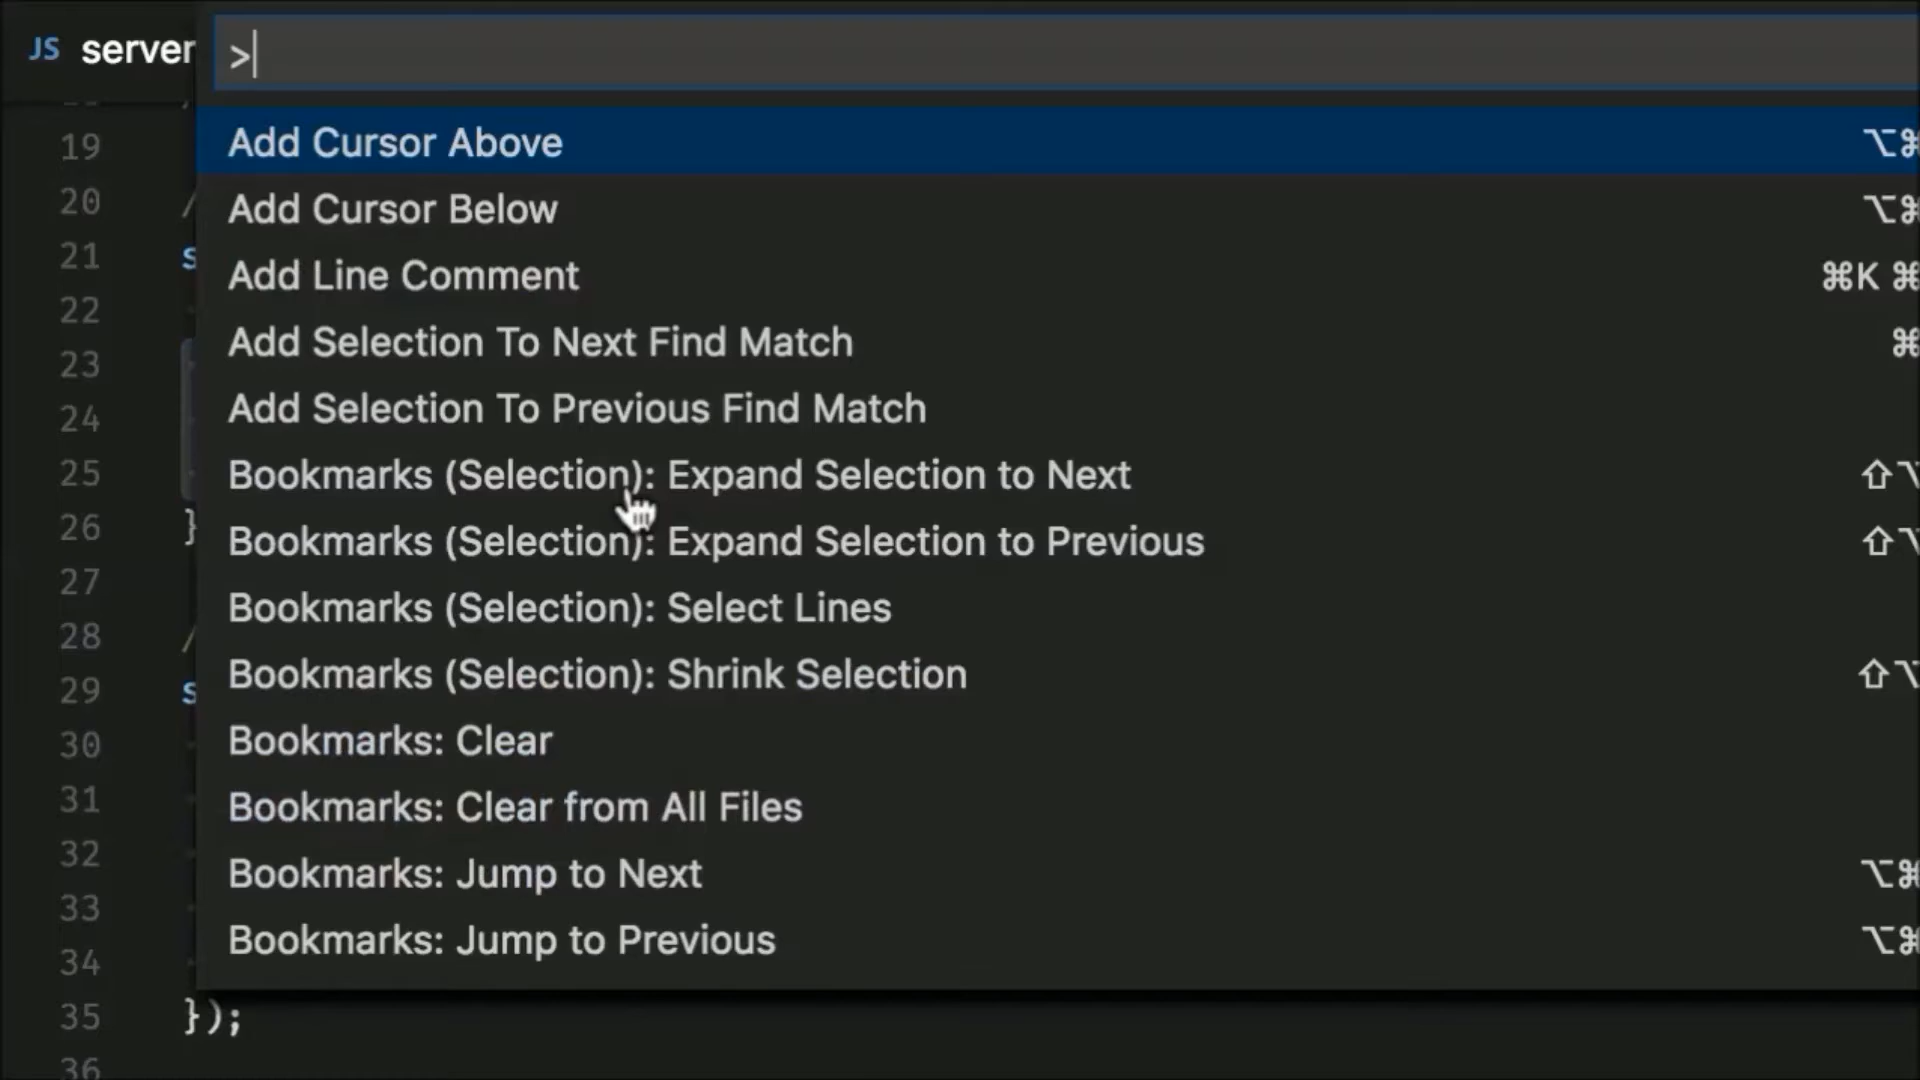 JS server
>
Add Cursor Above ⌥⌘
Add Cursor Below ⌥⌘
Add Line Comment ⌘K ⌘
Add Selection To Next Find Match ⌘
Add Selection To Previous Find Match
Bookmarks (Selection): Expand Selection to Next ⇧⌥
Bookmarks (Selection): Expand Selection to Previous ⇧⌥
Bookmarks (Selection): Select Lines
Bookmarks (Selection): Shrink Selection ⇧⌥
Bookmarks: Clear
Bookmarks: Clear from All Files
Bookmarks: Jump to Next ⌥⌘
Bookmarks: Jump to Previous ⌥⌘
19
20 /
21 s
22
23
24
25
26 }
27
28 /
29 s
30
31
32
33
34
35 });
36